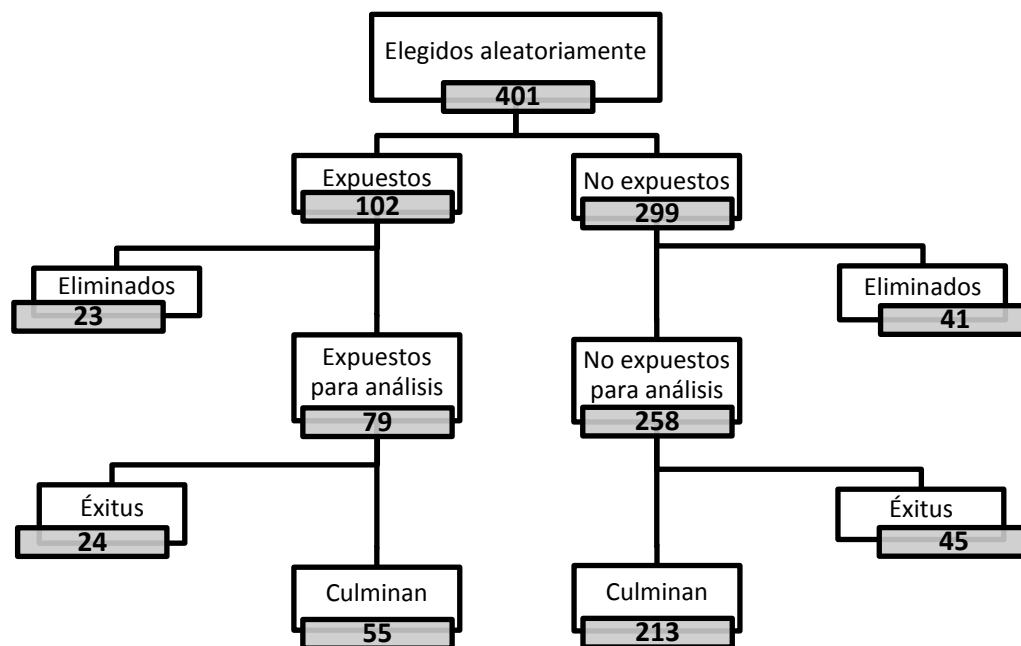 Elegidos aleatoriamente
401
Expuestos
102
No expuestos
299
Eliminados
23
Eliminados
41
Expuestos
para análisis
79
No expuestos
para análisis
258
Éxitus
24
Éxitus
45
Culminan
55
Culminan
213